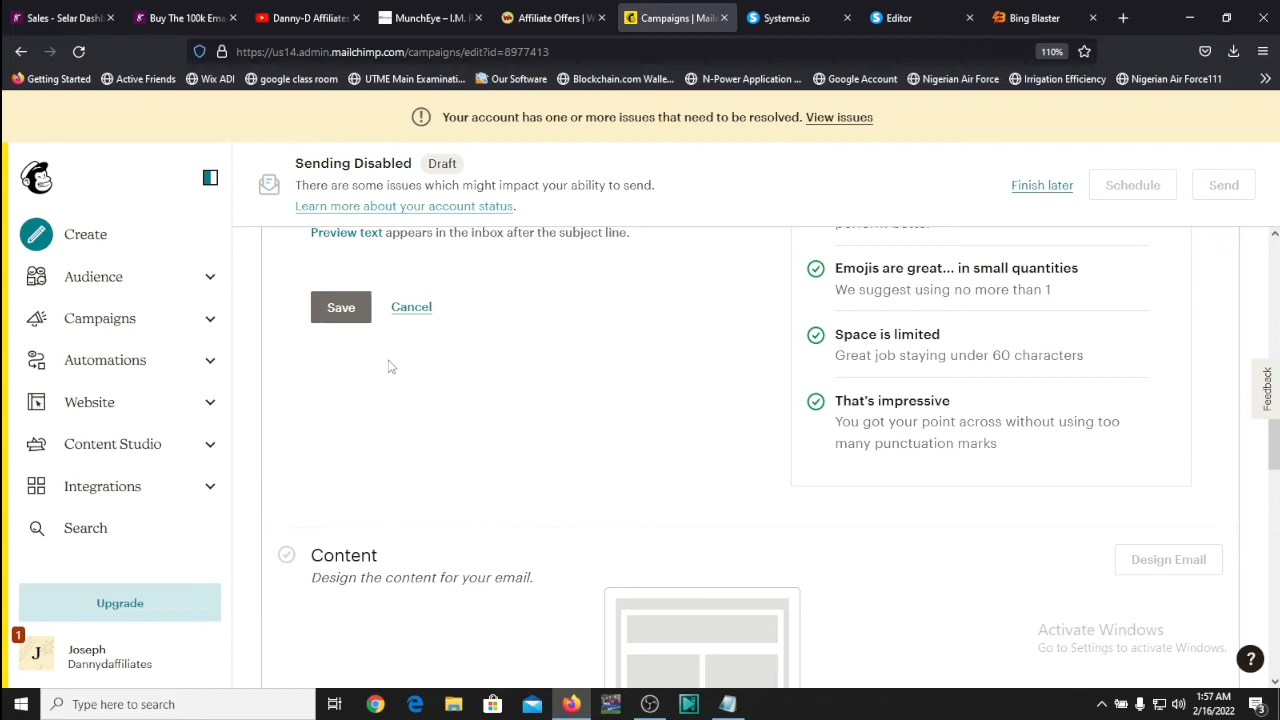 Sales - Sardar Dashl
Buy The 100k Ema
Danny-D Affiliates
MunchEye – I.M. P
Affiliate Offers | W
Campaigns | Mail
Systeme.io
Editor
Bing Blaster
https://us14.admin.mailchimp.com/campaigns/edit?id=8977413
110%
Getting Started
Active Friends
Wix ADI
google class room
UTME Main Examinati...
Our Software
Blockchain.com Walle...
N-Power Application ...
Google Account
Nigerian Air Force
Irrigation Efficiency
Nigerian Air Force111
Your account has one or more issues that need to be resolved. View issues
Sending Disabled
Draft
There are some issues which might impact your ability to send.
Learn more about your account status.
Finish later
Schedule
Send
Create
Audience
Campaigns
Automations
Website
Content Studio
Integrations
Search
Upgrade
1
J
Joseph
Dannydaffiliates
Preview text appears in the inbox after the subject line.
Save
Cancel
Emojis are great... in small quantities
We suggest using no more than 1
Space is limited
Great job staying under 60 characters
That's impressive
You got your point across without using too
many punctuation marks
Feedback
Content
Design the content for your email.
Design Email
Activate Windows
Go to Settings to activate Windows.
?
Type here to search
1:57 AM
2/16/2022
3